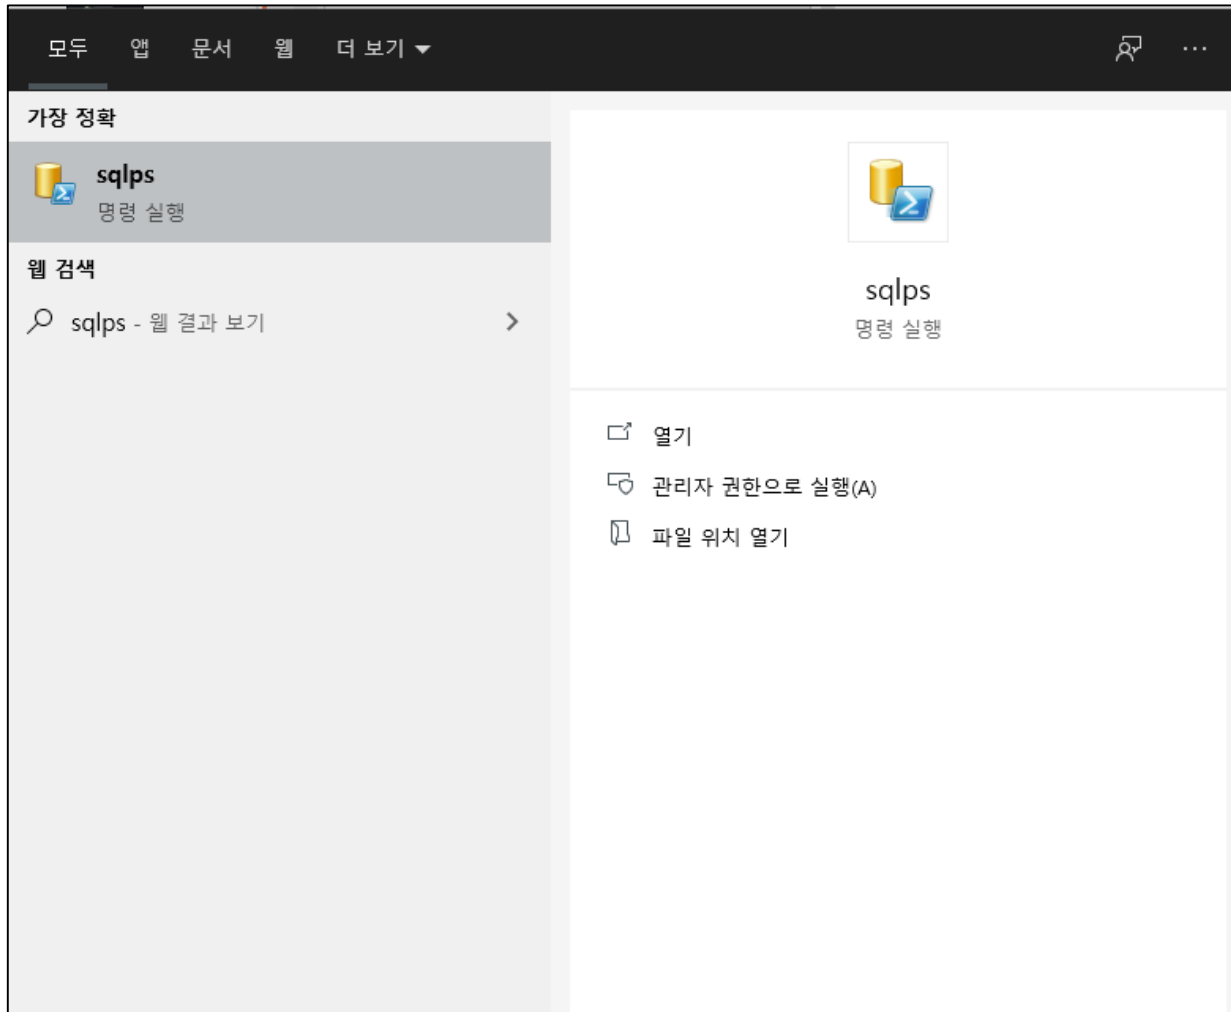 모두 앱 문서 웹 더 보기
가장 정확
sqlps
명령 실행
웹 검색
sqlps - 웹 결과 보기
sqlps
명령 실행
열기
관리자 권한으로 실행(A)
파일 위치 열기